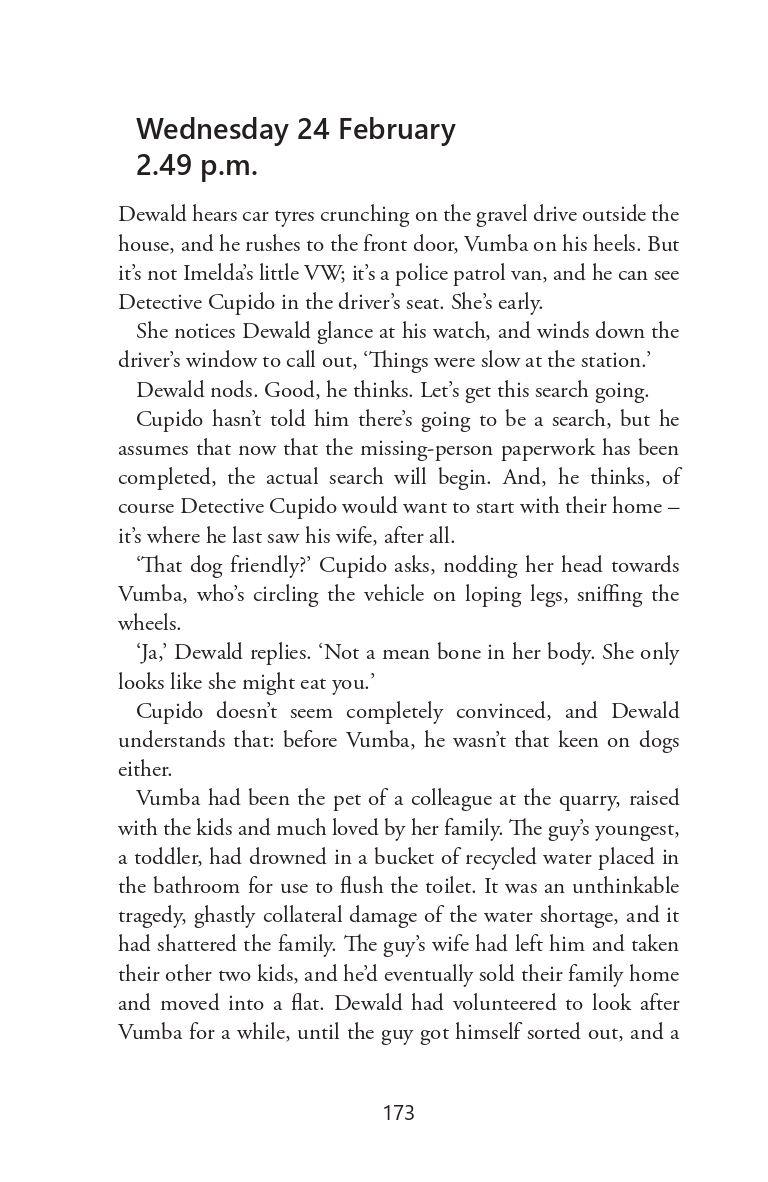 Wednesday 24 February
2.49 p.m.
Dewald hears car tyres crunching on the gravel drive outside the
house, and he rushes to the front door, Vumba on his heels. But
it’s not Imelda’s little VW; it’s a police patrol van, and he can see
Detective Cupido in the driver’s seat. She’s early.
She notices Dewald glance at his watch, and winds down the
driver’s window to call out, ‘Things were slow at the station.’
Dewald nods. Good, he thinks. Let’s get this search going.
Cupido hasn’t told him there’s going to be a search, but he
assumes that now that the missing-person paperwork has been
completed, the actual search will begin. And, he thinks, of
course Detective Cupido would want to start with their home –
it’s where he last saw his wife, after all.
‘That dog friendly?’ Cupido asks, nodding her head towards
Vumba, who’s circling the vehicle on loping legs, sniffing the
wheels.
‘Ja,’ Dewald replies. ‘Not a mean bone in her body. She only
looks like she might eat you.’
Cupido doesn’t seem completely convinced, and Dewald
understands that: before Vumba, he wasn’t that keen on dogs
either.
Vumba had been the pet of a colleague at the quarry, raised
with the kids and much loved by her family. The guy’s youngest,
a toddler, had drowned in a bucket of recycled water placed in
the bathroom for use to flush the toilet. It was an unthinkable
tragedy, ghastly collateral damage of the water shortage, and it
had shattered the family. The guy’s wife had left him and taken
their other two kids, and he’d eventually sold their family home
and moved into a flat. Dewald had volunteered to look after
Vumba for a while, until the guy got himself sorted out, and a
173